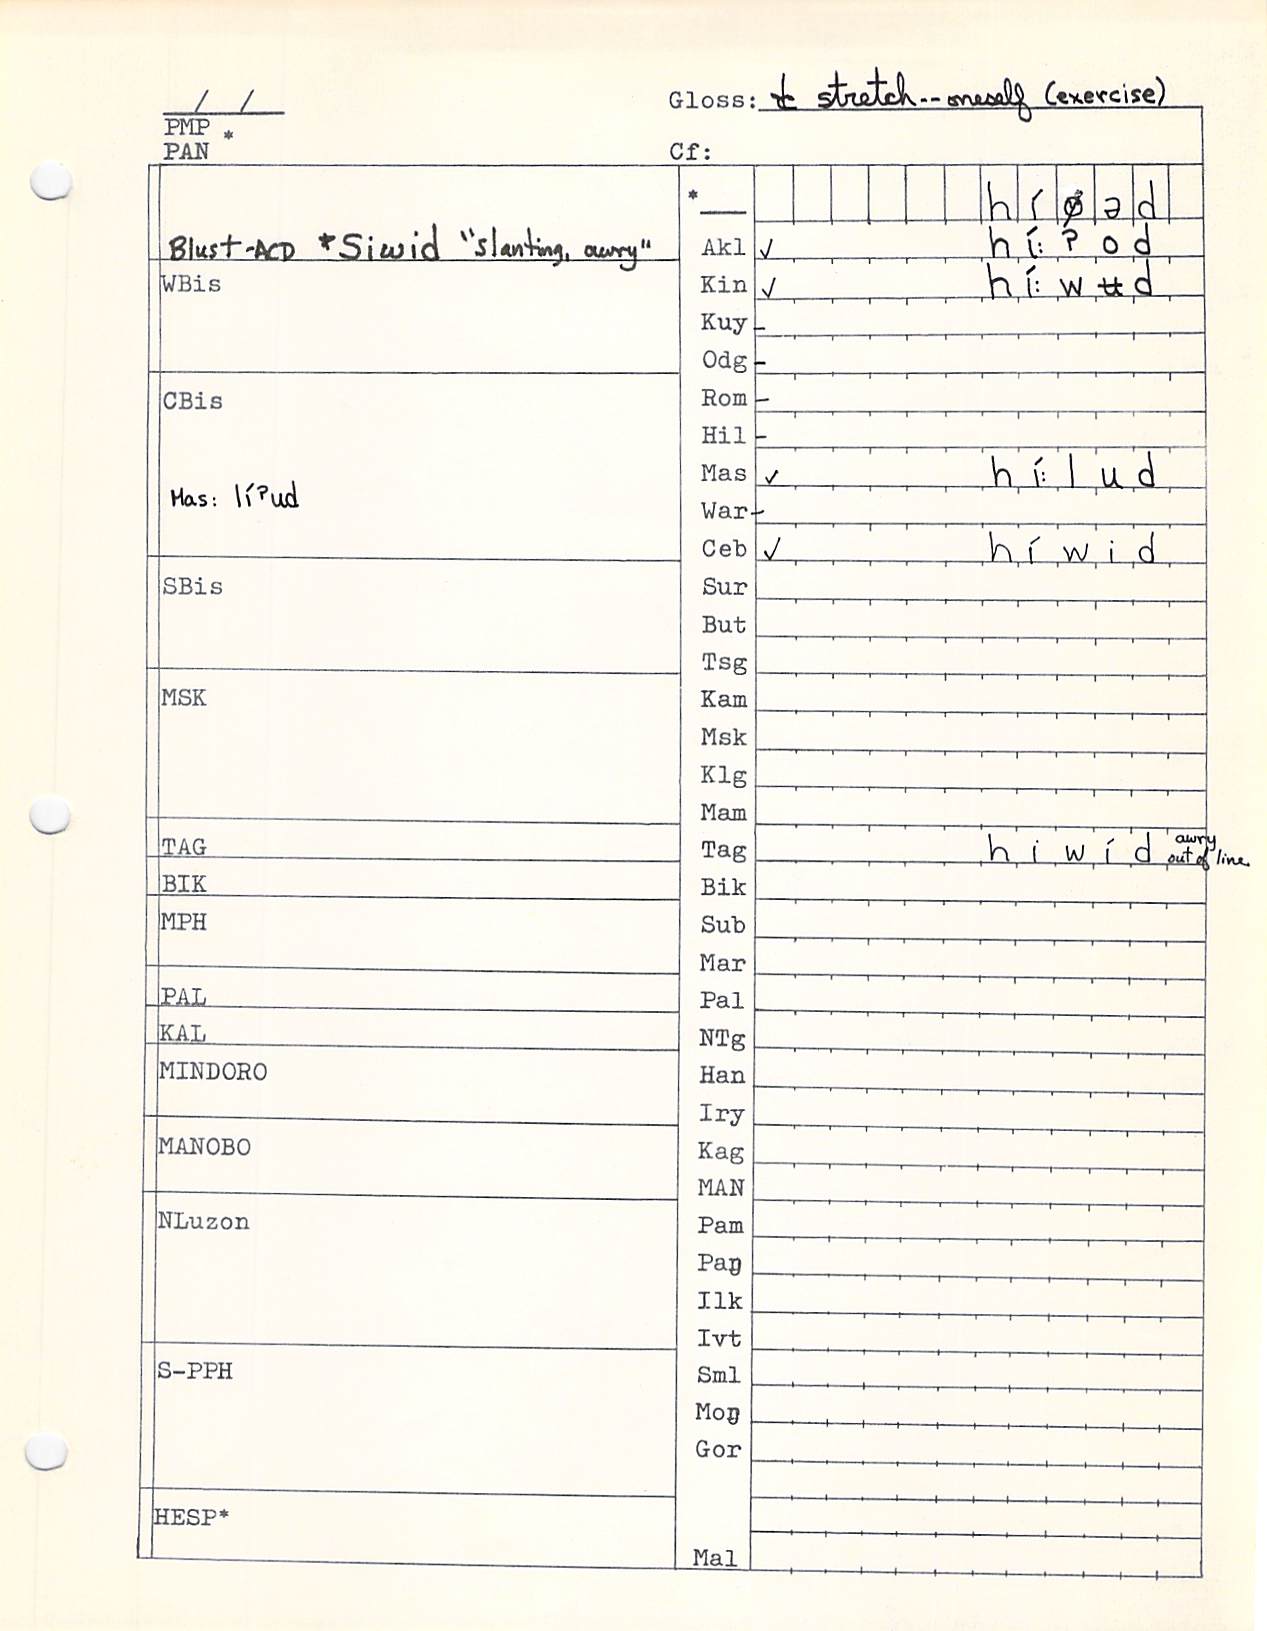 / /
Gloss: to stretch--oneself (exercise)
PMP *
PAN
Cf:
* h í Ø ə d
Blust-ACD *Siwid "slanting, awry"
Akl ✓ h í: ʔ o d
WBis
Kin ✓ h í: w ʉ d
Kuy -
Odg -
CBis
Rom -
Hil -
Mas: líʔud
Mas ✓ h í: l u d
War -
Ceb ✓ h í w i d
SBis
Sur
But
Tsg
MSK
Kam
Msk
Klg
Mam
TAG
Tag h i w í d awry
out of line
BIK
Bik
MPH
Sub
Mar
PAL
Pal
KAL
NTg
MINDORO
Han
Iry
MANOBO
Kag
MAN
NLuzon
Pam
Paŋ
Ilk
Ivt
S-PPH
Sml
Moŋ
Gor
HESP*
Mal